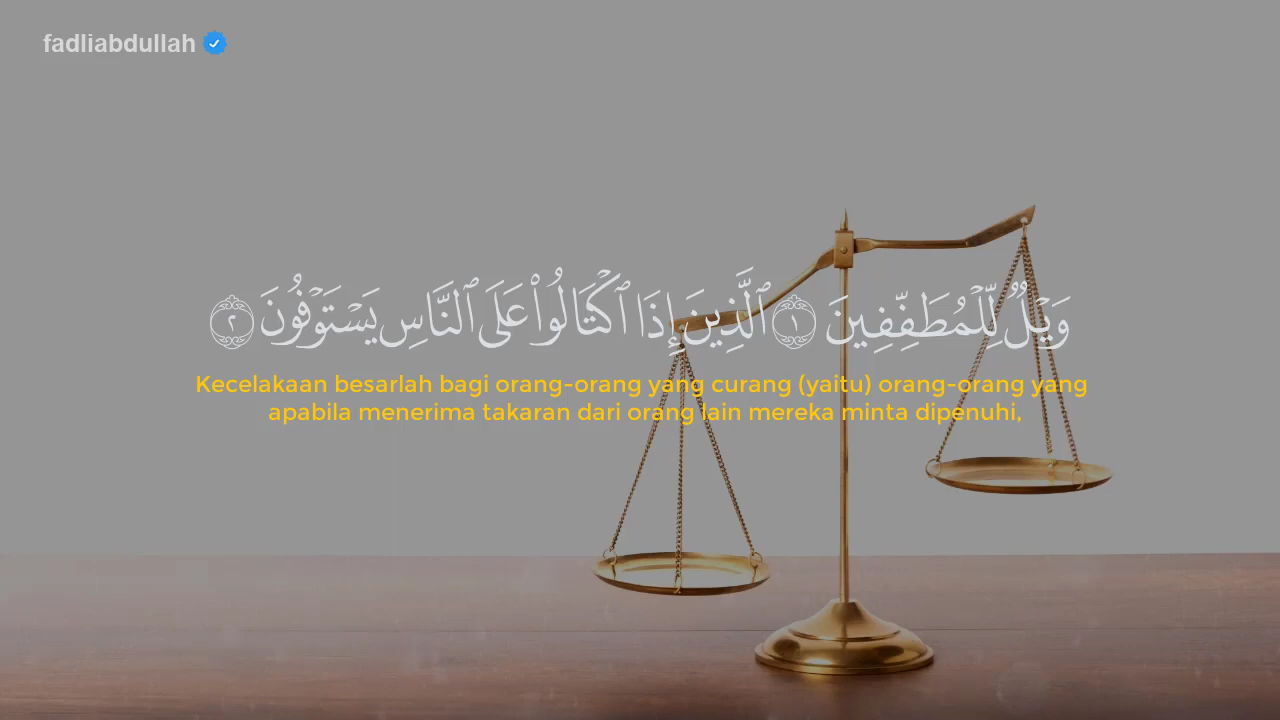 fadliabdullah
وَيْلٌ لِّلْمُطَفِّفِينَ ١ ٱلَّذِينَ إِذَا ٱكْتَالُوا۟ عَلَى ٱلنَّاسِ يَسْتَوْفُونَ ٢
Kecelakaan besarlah bagi orang-orang yang curang (yaitu) orang-orang yang
apabila menerima takaran dari orang lain mereka minta dipenuhi,